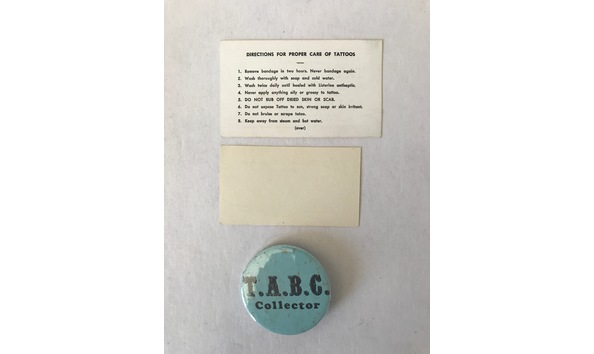 DIRECTIONS FOR PROPER CARE OF TATTOOS
1. Remove bandage in two hours. Never bandage again.
2. Wash thoroughly with soap and cold water.
3. Wash twice daily until healed with Listerine antiseptic.
4. Never apply anything oily or greasy to tattoo.
5. DO NOT RUB OFF DRIED SKIN OR SCAB.
6. Do not expose Tattoo to sun, strong soap or skin irritant.
7. Do not bruise or scrape tatoo.
8. Keep away from steam and hot water.
(over)
T.A.B.C.
Collector